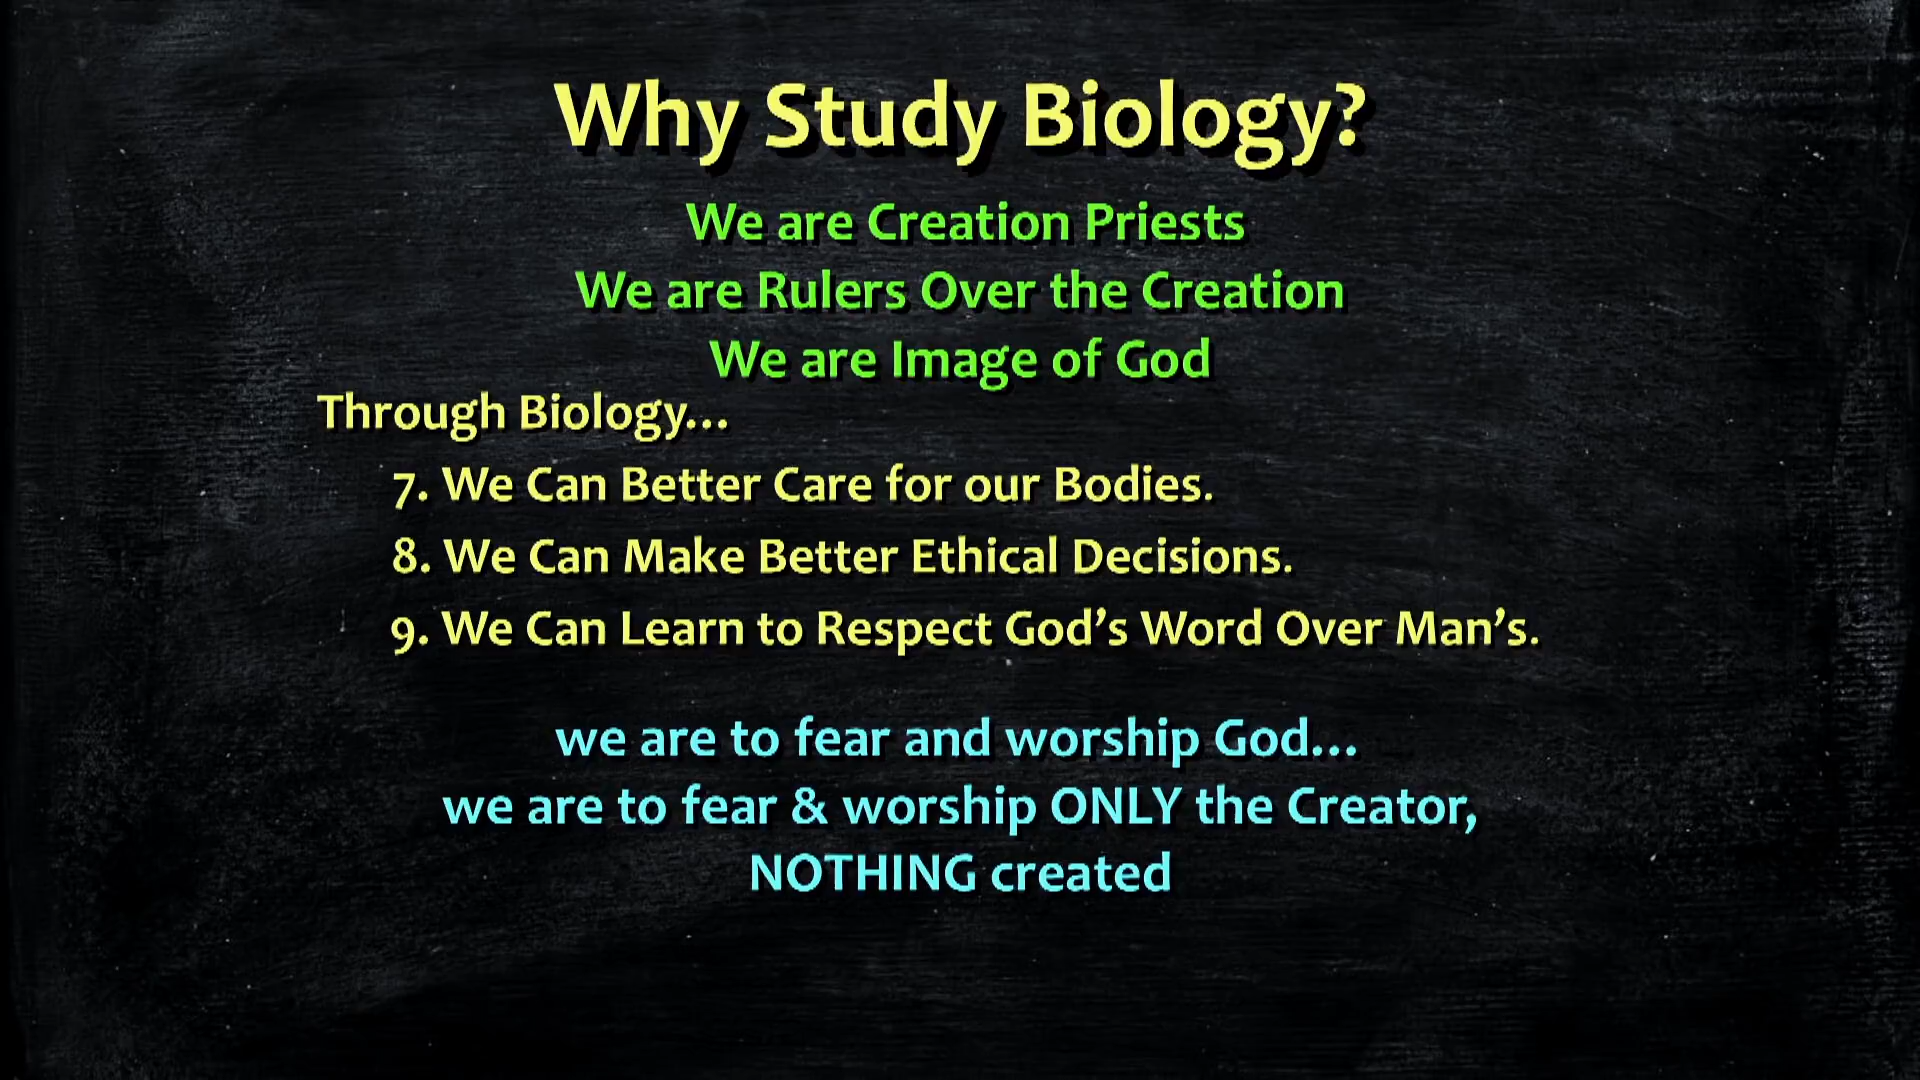 Why Study Biology?
We are Creation Priests
We are Rulers Over the Creation
We are Image of God
Through Biology...
7. We Can Better Care for our Bodies.
8. We Can Make Better Ethical Decisions.
9. We Can Learn to Respect God’s Word Over Man’s.
we are to fear and worship God...
we are to fear & worship ONLY the Creator,
NOTHING created